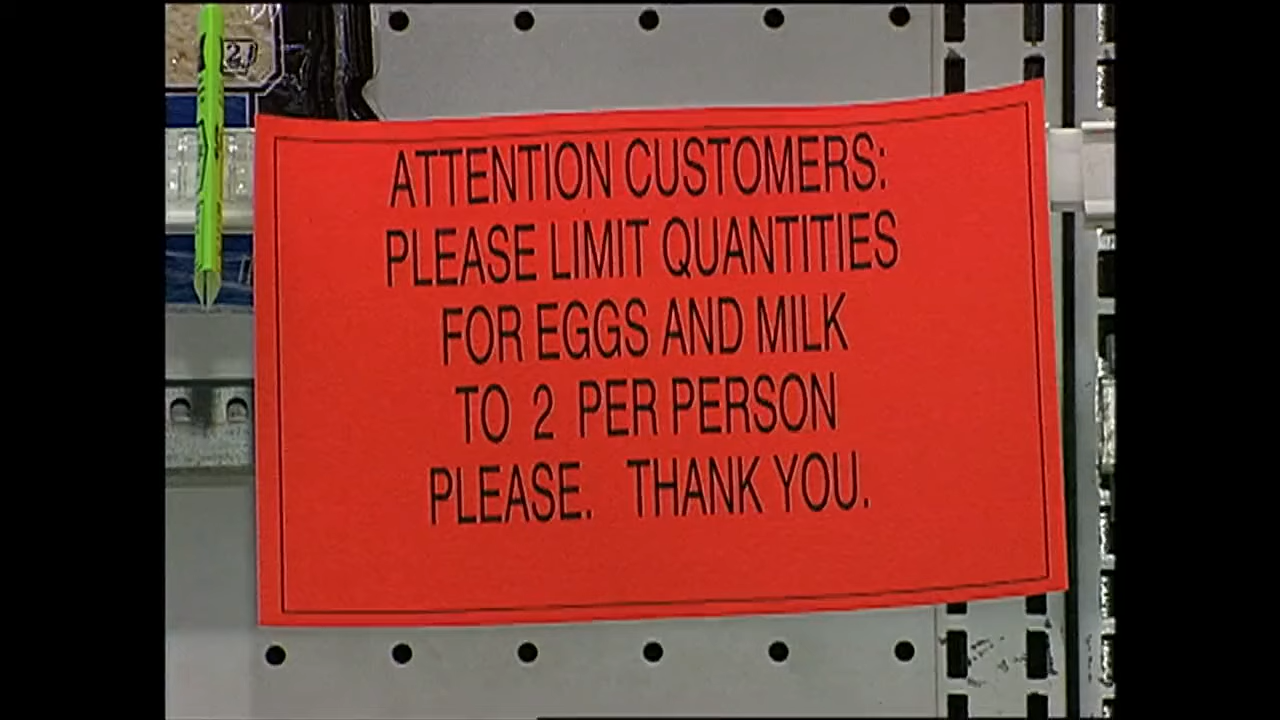 ATTENTION CUSTOMERS:
PLEASE LIMIT QUANTITIES
FOR EGGS AND MILK
TO 2 PER PERSON
PLEASE. THANK YOU.